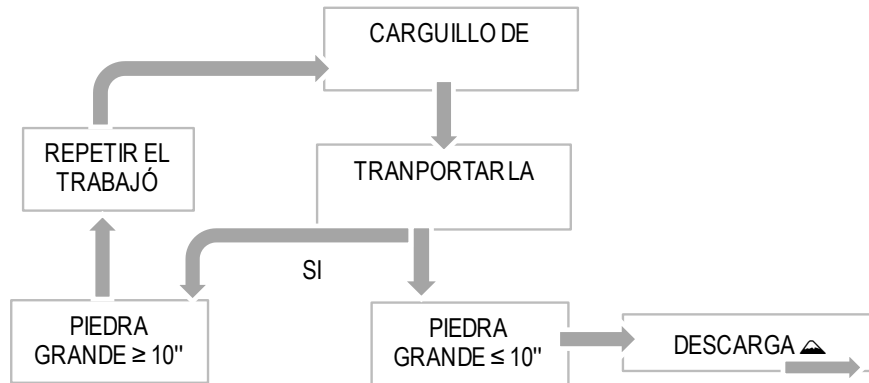 CARGUILLO DE
REPETIR EL
TRABAJÓ
TRANPORTAR LA
SI
PIEDRA
GRANDE ≥ 10"
PIEDRA
GRANDE ≤ 10"
DESCARGA